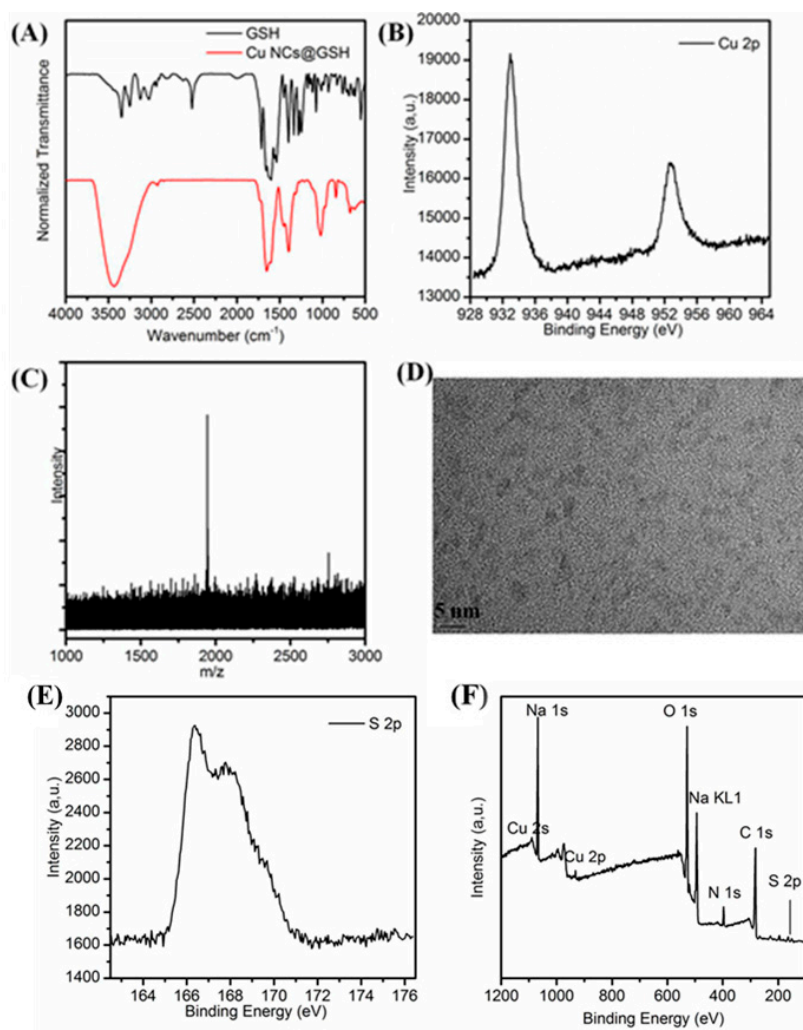 (A)
GSH
Cu NCs@GSH
Normalized Transmittance
4000 3500 3000 2500 2000 1500 1000 500
Wavenumber (cm⁻¹)
(B)
Cu 2p
Intensity (a,u.)
20000
19000
18000
17000
16000
15000
14000
13000
928 932 936 940 944 948 952 956 960 964
Binding Energy (eV)
(C)
Intensity
1000 1500 2000 2500 3000
m/z
(D)
5 nm
(E)
S 2p
Intensity (a,u.)
3000
2800
2600
2400
2200
2000
1800
1600
1400
164 166 168 170 172 174 176
Binding Energy (eV)
(F)
Na 1s
O 1s
Na KL1
Cu 2s
C 1s
Cu 2p
N 1s
S 2p
Intensity (a,u.)
1200 1000 800 600 400 200
Binding Energy (eV)